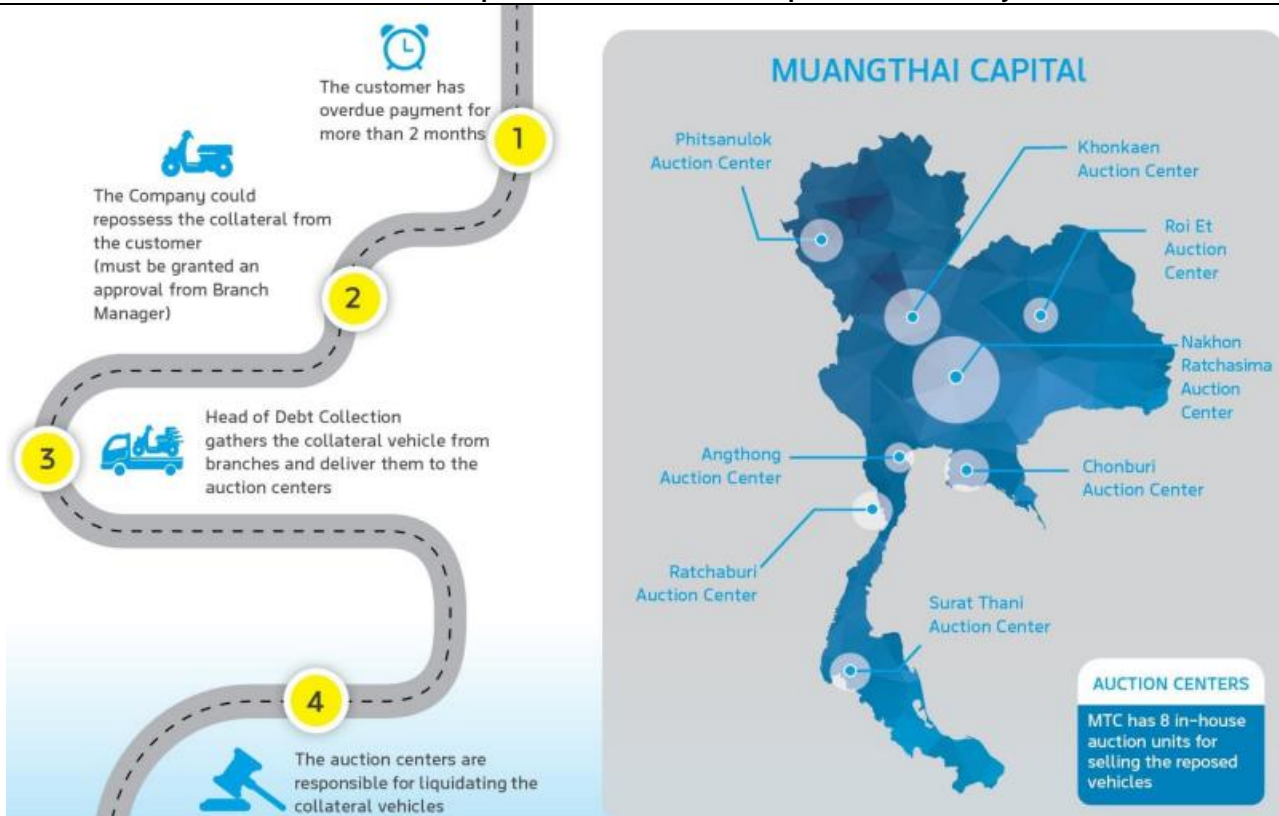 The customer has
overdue payment for
more than 2 months
1
The Company could
repossess the collateral from
the customer
(must be granted an
approval from Branch
Manager)
2
3
Head of Debt Collection
gathers the collateral vehicle from
branches and deliver them to the
auction centers
4
The auction centers are
responsible for liquidating the
collateral vehicles
MUANGTHAI CAPITAL
Phitsanulok
Auction Center
Khonkaen
Auction Center
Roi Et
Auction
Center
Nakhon
Ratchasima
Auction
Center
Angthong
Auction Center
Chonburi
Auction Center
Ratchaburi
Auction Center
Surat Thani
Auction Center
AUCTION CENTERS
MTC has 8 in-house
auction units for
selling the reposed
vehicles